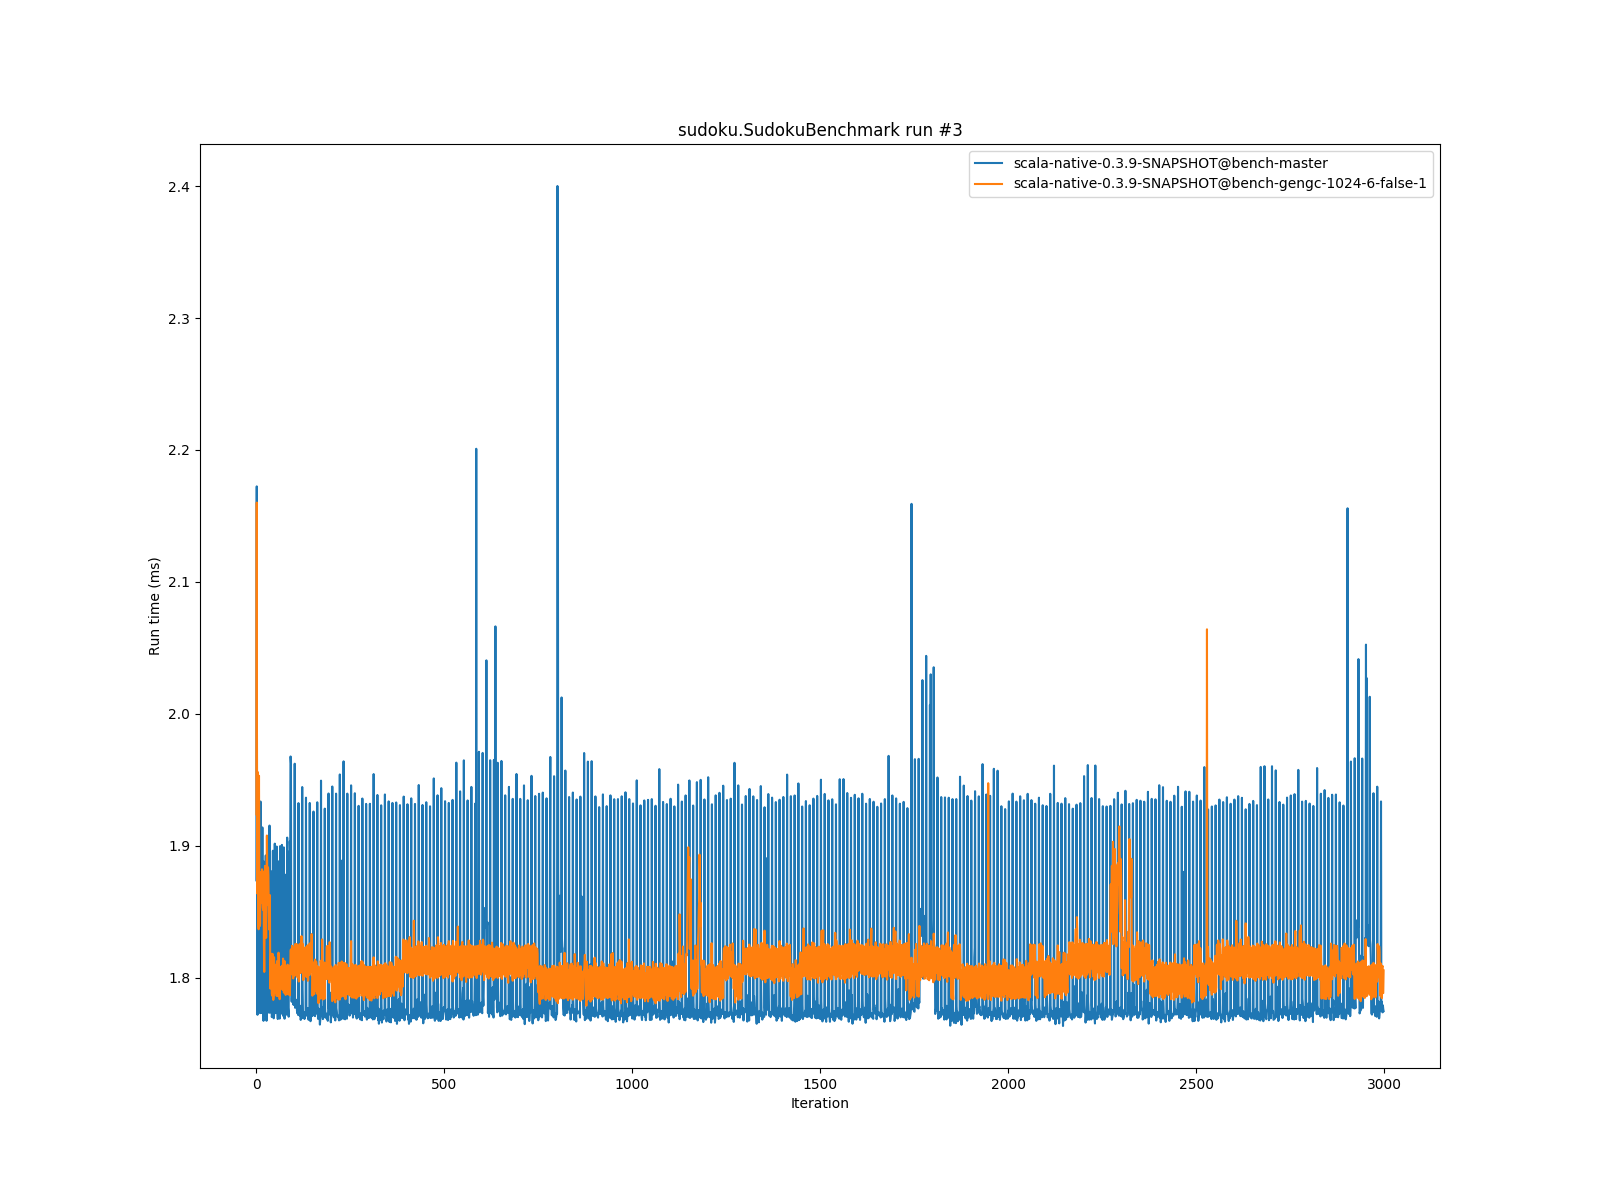 sudoku.SudokuBenchmark run #3
scala-native-0.3.9-SNAPSHOT@bench-master
scala-native-0.3.9-SNAPSHOT@bench-gengc-1024-6-false-1
2.4
2.3
2.2
2.1
2.0
1.9
1.8
Run time (ms)
0 500 1000 1500 2000 2500 3000
Iteration